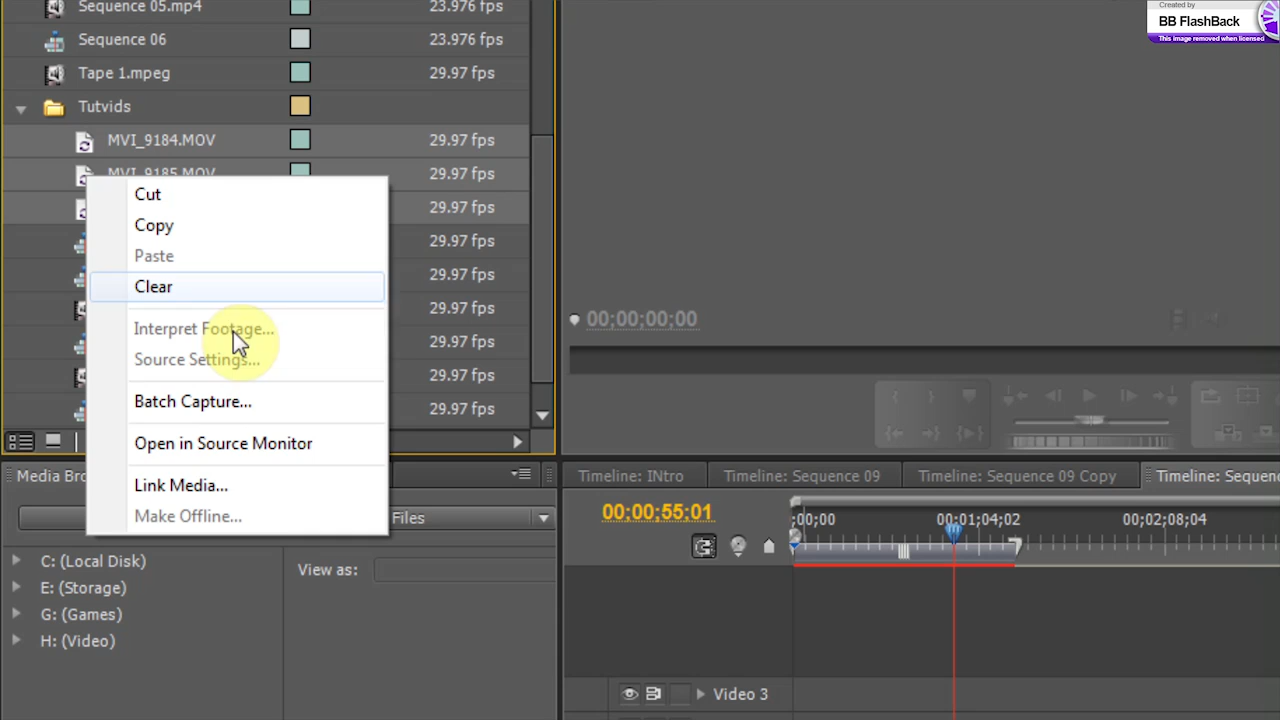 Created by
BB FlashBack
This image removed when licensed
Sequence 05.mp4 23.976 fps
Sequence 06 23.976 fps
Tape 1.mpeg 29.97 fps
Tutvids
MVI_9184.MOV 29.97 fps
MVI_9185.MOV 29.97 fps
29.97 fps
29.97 fps
29.97 fps
29.97 fps
29.97 fps
29.97 fps
29.97 fps
Cut
Copy
Paste
Clear
Interpret Footage...
Source Settings...
Batch Capture...
Open in Source Monitor
Link Media...
Make Offline...
00;00;00;00
Media Bro
Files
C: (Local Disk)
E: (Storage)
G: (Games)
H: (Video)
View as:
Timeline: INtro Timeline: Sequence 09 Timeline: Sequence 09 Copy Timeline: Sequenc
00;00;55;01
;00;00 00;01;04;02 00;02;08;04
Video 3